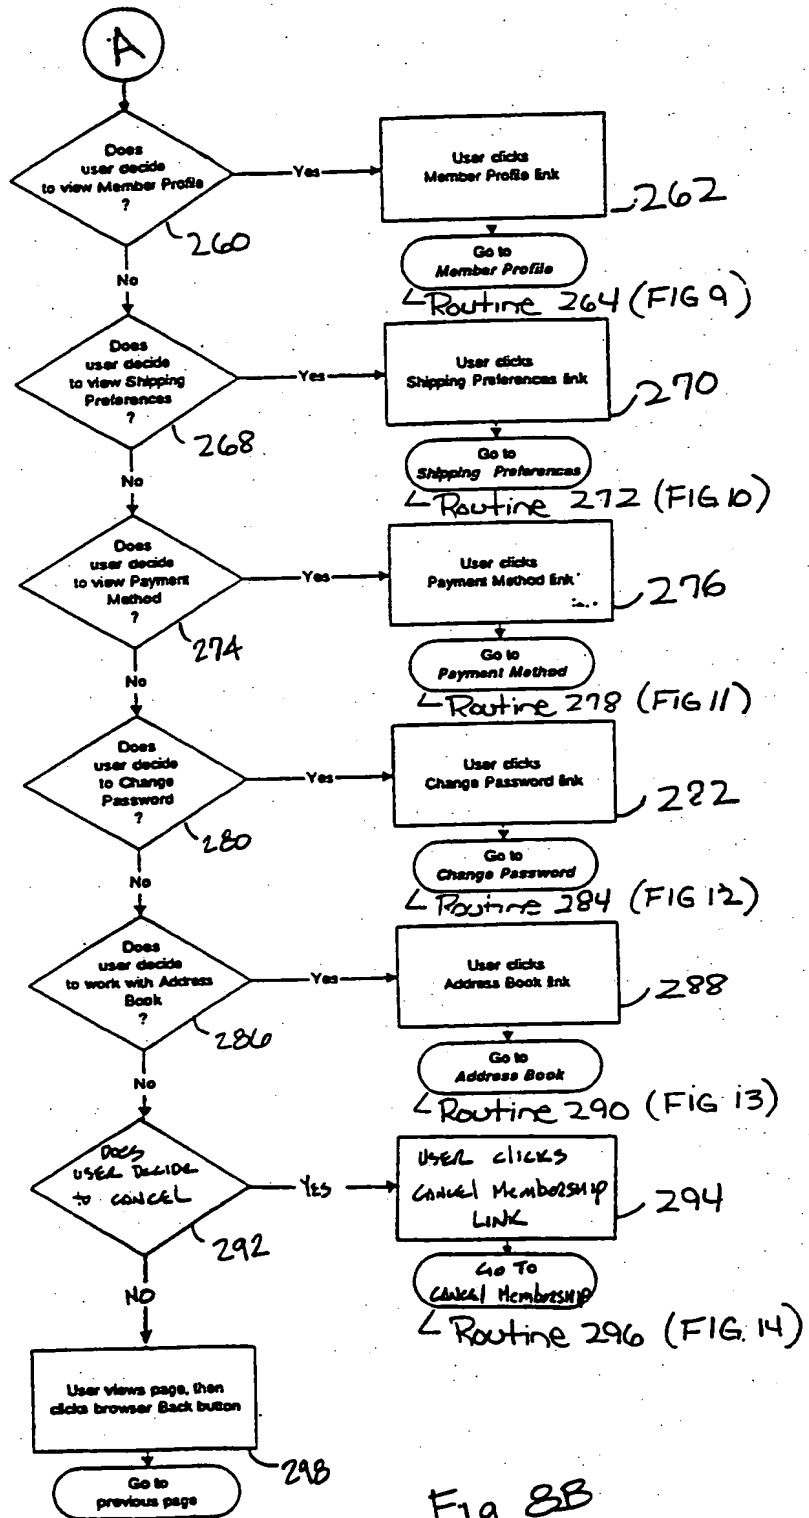 A
Does
user decide
to view Member Profile
?
260
Yes
User clicks
Member Profile link
262
Go to
Member Profile
Routine 264 (FIG 9)
No
Does
user decide
to view Shipping
Preferences
?
268
Yes
User clicks
Shipping Preferences link
270
Go to
Shipping Preferences
Routine 272 (FIG 10)
No
Does
user decide
to view Payment
Method
?
274
Yes
User clicks
Payment Method link
276
Go to
Payment Method
Routine 278 (FIG 11)
No
Does
user decide
to Change
Password
?
280
Yes
User clicks
Change Password link
282
Go to
Change Password
Routine 284 (FIG 12)
No
Does
user decide
to work with Address
Book
?
286
Yes
User clicks
Address Book link
288
Go to
Address Book
Routine 290 (FIG 13)
No
DOES
USER DECIDE
to CANCEL
292
YES
USER CLICKS
CANCEL MEMBERSHIP
LINK
294
GO TO
CANCEL MEMBERSHIP
Routine 296 (FIG. 14)
NO
User views page, then
clicks browser Back button
298
Go to
previous page
Fig 8B